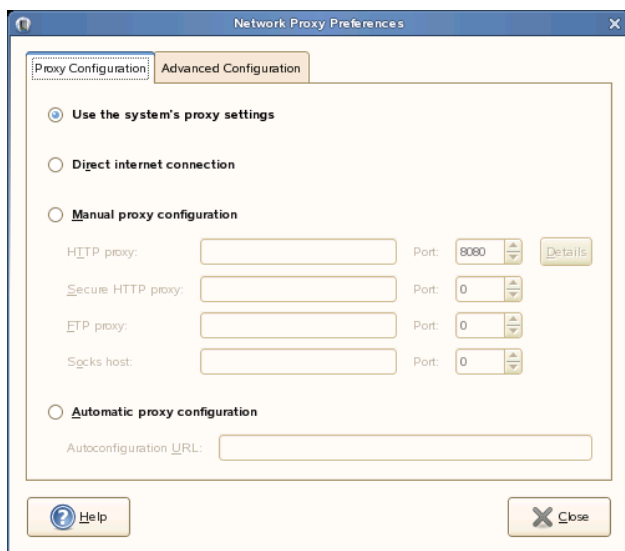 Network Proxy Preferences
Proxy Configuration Advanced Configuration
Use the system's proxy settings
Direct internet connection
Manual proxy configuration
HTTP proxy: Port: 8080 Details
Secure HTTP proxy: Port: 0
FTP proxy: Port: 0
Socks host: Port: 0
Automatic proxy configuration
Autoconfiguration URL:
Help Close